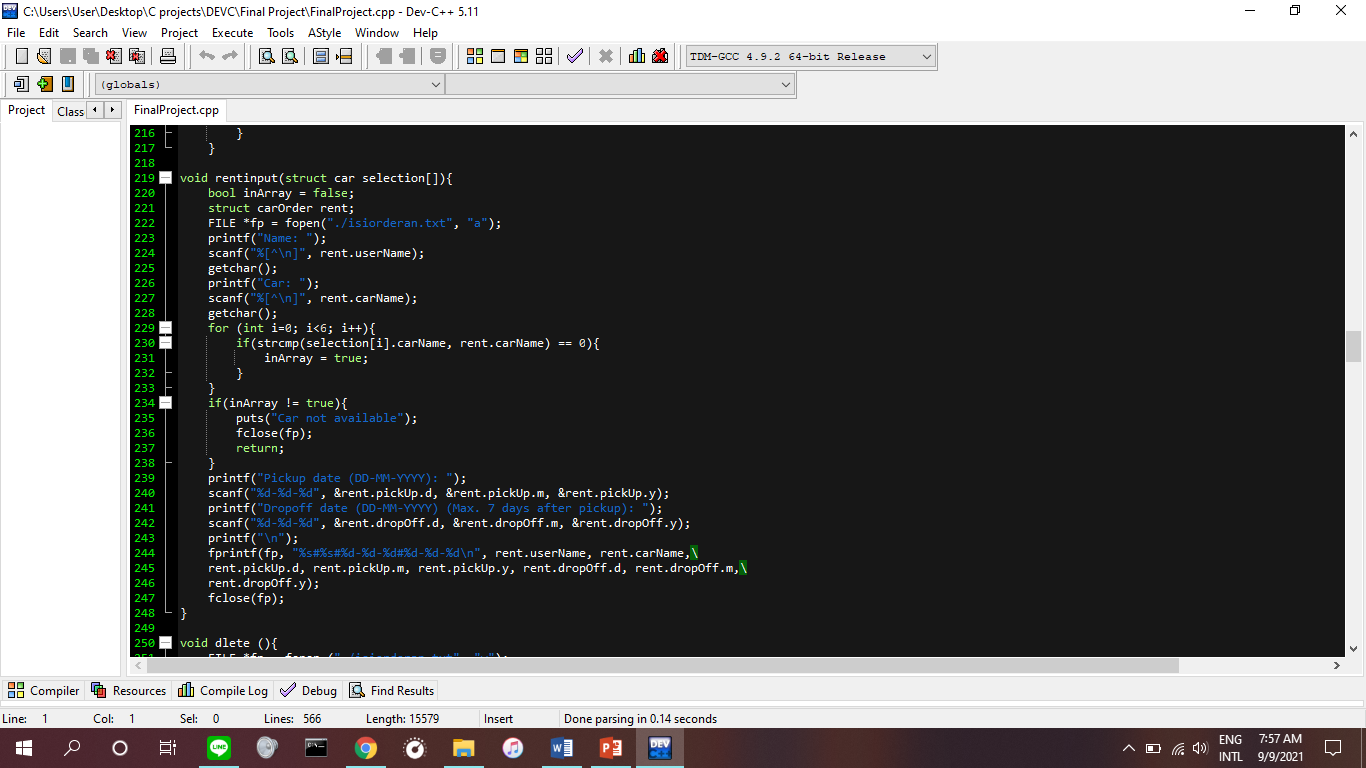 C:\Users\User\Desktop\C projects\DEVC\Final Project\FinalProject.cpp - Dev-C++ 5.11
File Edit Search View Project Execute Tools AStyle Window Help
TDM-GCC 4.9.2 64-bit Release
(globals)
Project Class FinalProject.cpp
216 }
217 }
218
219 void rentinput(struct car selection[]){
220 bool inArray = false;
221 struct carOrder rent;
222 FILE *fp = fopen("./isiorderan.txt", "a");
223 printf("Name: ");
224 scanf("%[^\n]", rent.userName);
225 getchar();
226 printf("Car: ");
227 scanf("%[^\n]", rent.carName);
228 getchar();
229 for (int i=0; i<6; i++){
230 if(strcmp(selection[i].carName, rent.carName) == 0){
231 inArray = true;
232 }
233 }
234 if(inArray != true){
235 puts("Car not available");
236 fclose(fp);
237 return;
238 }
239 printf("Pickup date (DD-MM-YYYY): ");
240 scanf("%d-%d-%d", &rent.pickUp.d, &rent.pickUp.m, &rent.pickUp.y);
241 printf("Dropoff date (DD-MM-YYYY) (Max. 7 days after pickup): ");
242 scanf("%d-%d-%d", &rent.dropOff.d, &rent.dropOff.m, &rent.dropOff.y);
243 printf("\n");
244 fprintf(fp, "%s#%s#%d-%d-%d#%d-%d-%d\n", rent.userName, rent.carName,\
245 rent.pickUp.d, rent.pickUp.m, rent.pickUp.y, rent.dropOff.d, rent.dropOff.m,\
246 rent.dropOff.y);
247 fclose(fp);
248 }
249
250 void dlete (){
Compiler Resources Compile Log Debug Find Results
Line: 1 Col: 1 Sel: 0 Lines: 566 Length: 15579 Insert Done parsing in 0.14 seconds
LINE
DEV
ENG 7:57 AM
INTL 9/9/2021